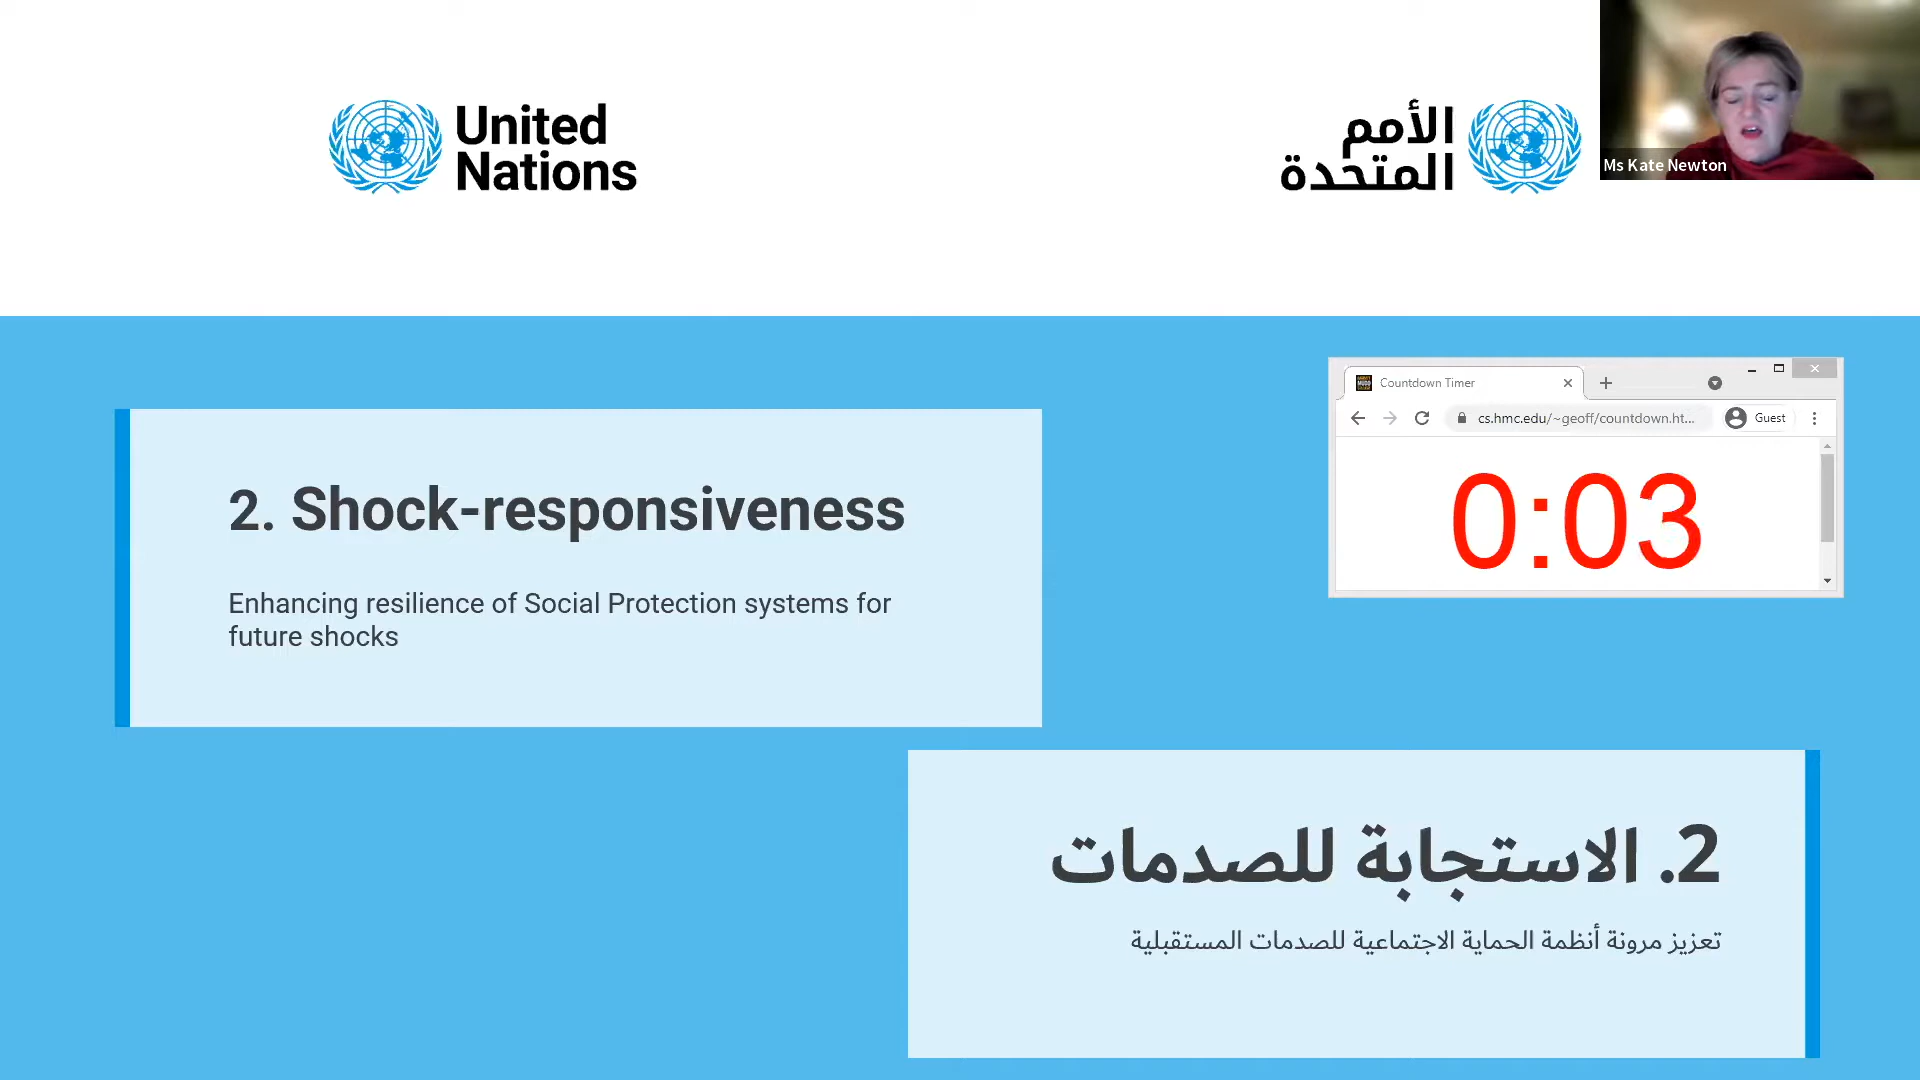 United
Nations
الأمم
المتحدة
Ms Kate Newton
Countdown Timer
cs.hmc.edu/~geoff/countdown.ht...
Guest
0:03
2. Shock-responsiveness
Enhancing resilience of Social Protection systems for
future shocks
2. الاستجابة للصدمات
تعزيز مرونة أنظمة الحماية الاجتماعية للصدمات المستقبلية